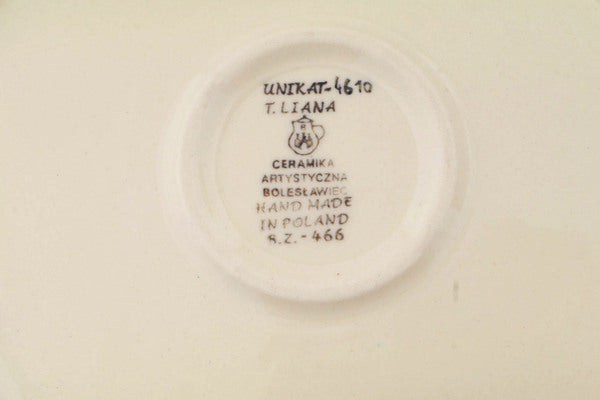 UNIKAT-4610
T. LIANA
CERAMIKA
ARTYSTYCZNA
BOLESŁAWIEC
HAND MADE
IN POLAND
S.Z.-466